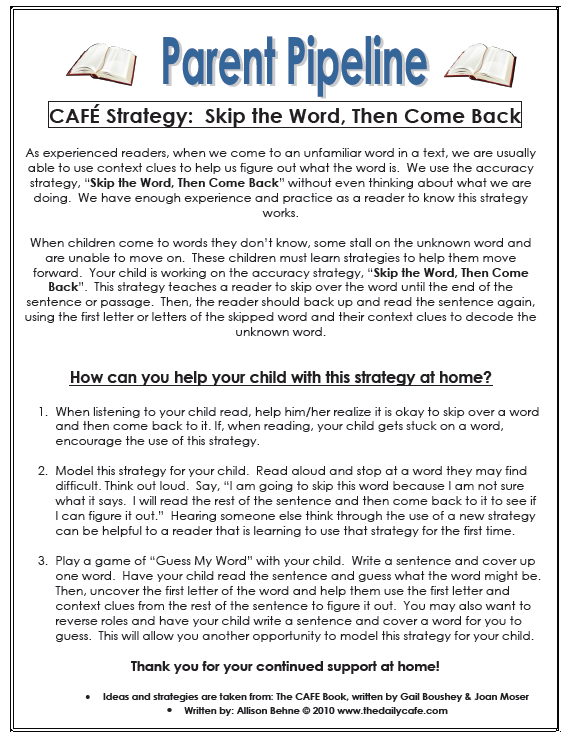 Parent Pipeline
CAFÉ Strategy:  Skip the Word, Then Come Back
As experienced readers, when we come to an unfamiliar word in a text, we are usually
able to use context clues to help us figure out what the word is.  We use the accuracy
strategy, “Skip the Word, Then Come Back” without even thinking about what we are
doing.  We have enough experience and practice as a reader to know this strategy
works.
When children come to words they don’t know, some stall on the unknown word and
are unable to move on.  These children must learn strategies to help them move
forward.  Your child is working on the accuracy strategy, “Skip the Word, Then Come
Back”.  This strategy teaches a reader to skip over the word until the end of the
sentence or passage.  Then, the reader should back up and read the sentence again,
using the first letter or letters of the skipped word and their context clues to decode the
unknown word.
How can you help your child with this strategy at home?
1. When listening to your child read, help him/her realize it is okay to skip over a word
and then come back to it. If, when reading, your child gets stuck on a word,
encourage the use of this strategy.
2. Model this strategy for your child.  Read aloud and stop at a word they may find
difficult. Think out loud.  Say, “I am going to skip this word because I am not sure
what it says.  I will read the rest of the sentence and then come back to it to see if
I can figure it out.”  Hearing someone else think through the use of a new strategy
can be helpful to a reader that is learning to use that strategy for the first time.
3. Play a game of “Guess My Word” with your child.  Write a sentence and cover up
one word.  Have your child read the sentence and guess what the word might be.
Then, uncover the first letter of the word and help them use the first letter and
context clues from the rest of the sentence to figure it out.  You may also want to
reverse roles and have your child write a sentence and cover a word for you to
guess.  This will allow you another opportunity to model this strategy for your child.
Thank you for your continued support at home!
• Ideas and strategies are taken from: The CAFE Book, written by Gail Boushey & Joan Moser
• Written by: Allison Behne © 2010 www.thedailycafe.com